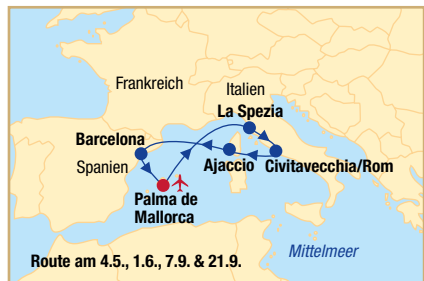 Frankreich
Italien
La Spezia
Barcelona
Spanien
Ajaccio
Civitavecchia/Rom
Palma de
Mallorca
Mittelmeer
Route am 4.5., 1.6., 7.9. & 21.9.